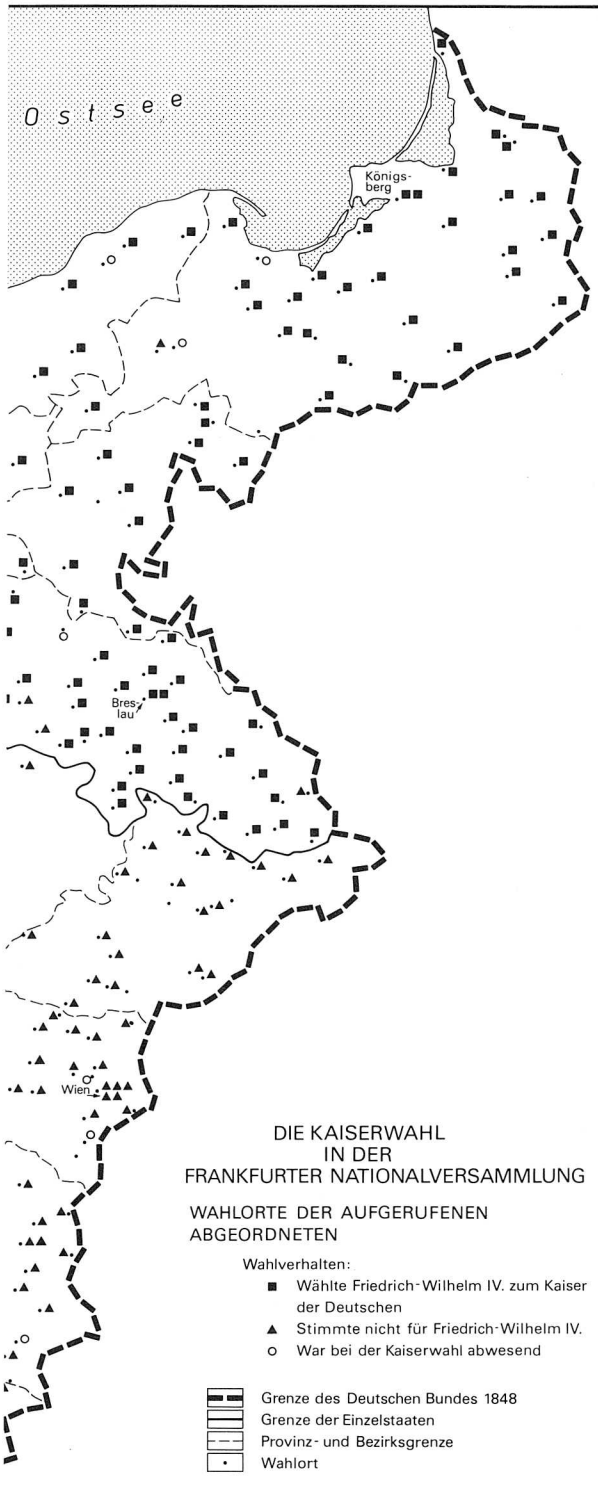 Ostsee
Königs-
berg
Bres-
lau
Wien
DIE KAISERWAHL
IN DER
FRANKFURTER NATIONALVERSAMMLUNG
WAHLORTE DER AUFGERUFENEN
ABGEORDNETEN
Wahlverhalten:
Wählte Friedrich-Wilhelm IV. zum Kaiser
der Deutschen
Stimmte nicht für Friedrich-Wilhelm IV.
War bei der Kaiserwahl abwesend
Grenze des Deutschen Bundes 1848
Grenze der Einzelstaaten
Provinz- und Bezirksgrenze
Wahlort